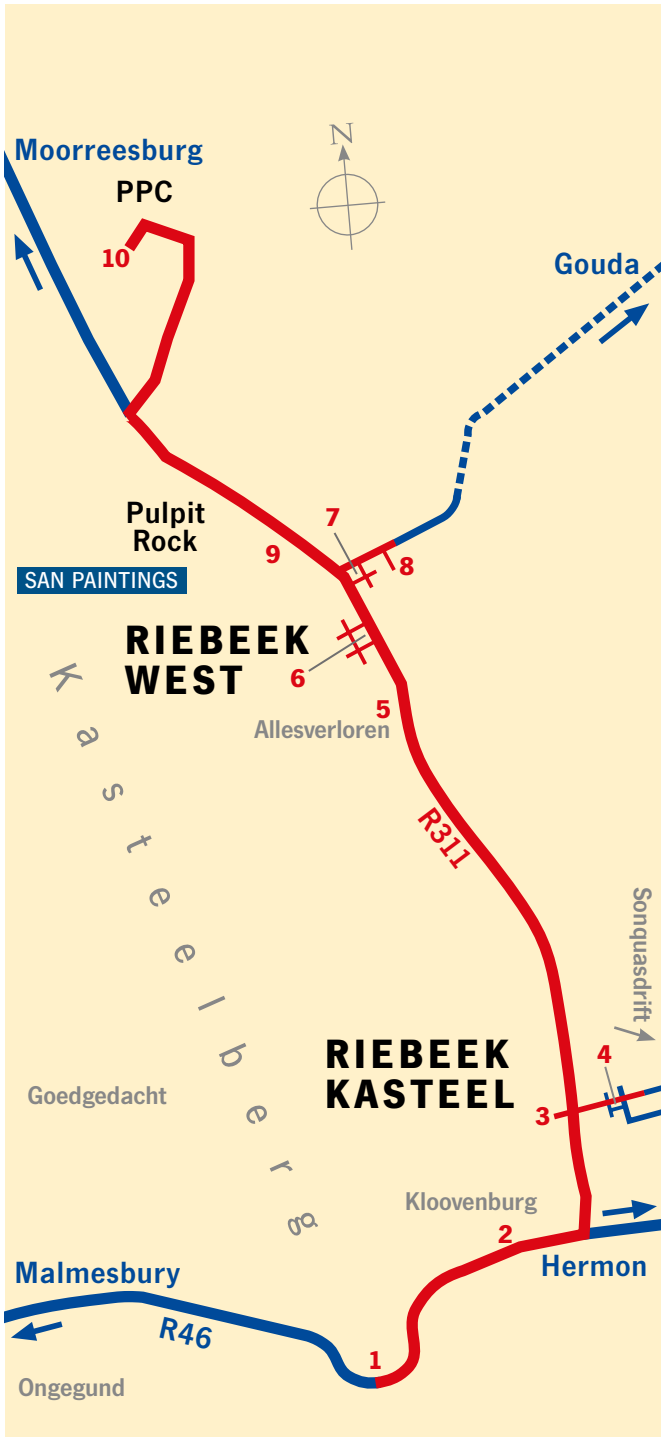 N
Moorreesburg
PPC
10
Gouda
Pulpit
Rock
7
9
8
SAN PAINTINGS
RIEBEEK
WEST
6
5
Allesverloren
Kasteelberg
R311
Sonquasdrift
RIEBEEK
KASTEEL
4
Goedgedacht
3
Kloovenburg
2
Hermon
Malmesbury
R46
1
Ongegund